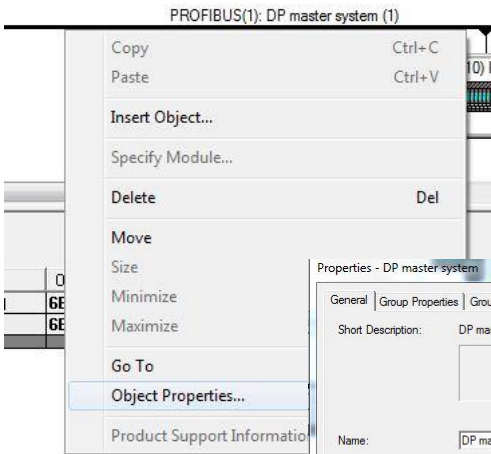 PROFIBUS(1): DP master system (1)
Copy Ctrl+C
Paste Ctrl+V
10)
Insert Object...
Specify Module...
Delete Del
Move
Size
Minimize
Maximize
Go To
Object Properties...
Product Support Informatio
6E
6E
Properties - DP master system
General Group Properties Grou
Short Description: DP ma
Name: DP ma